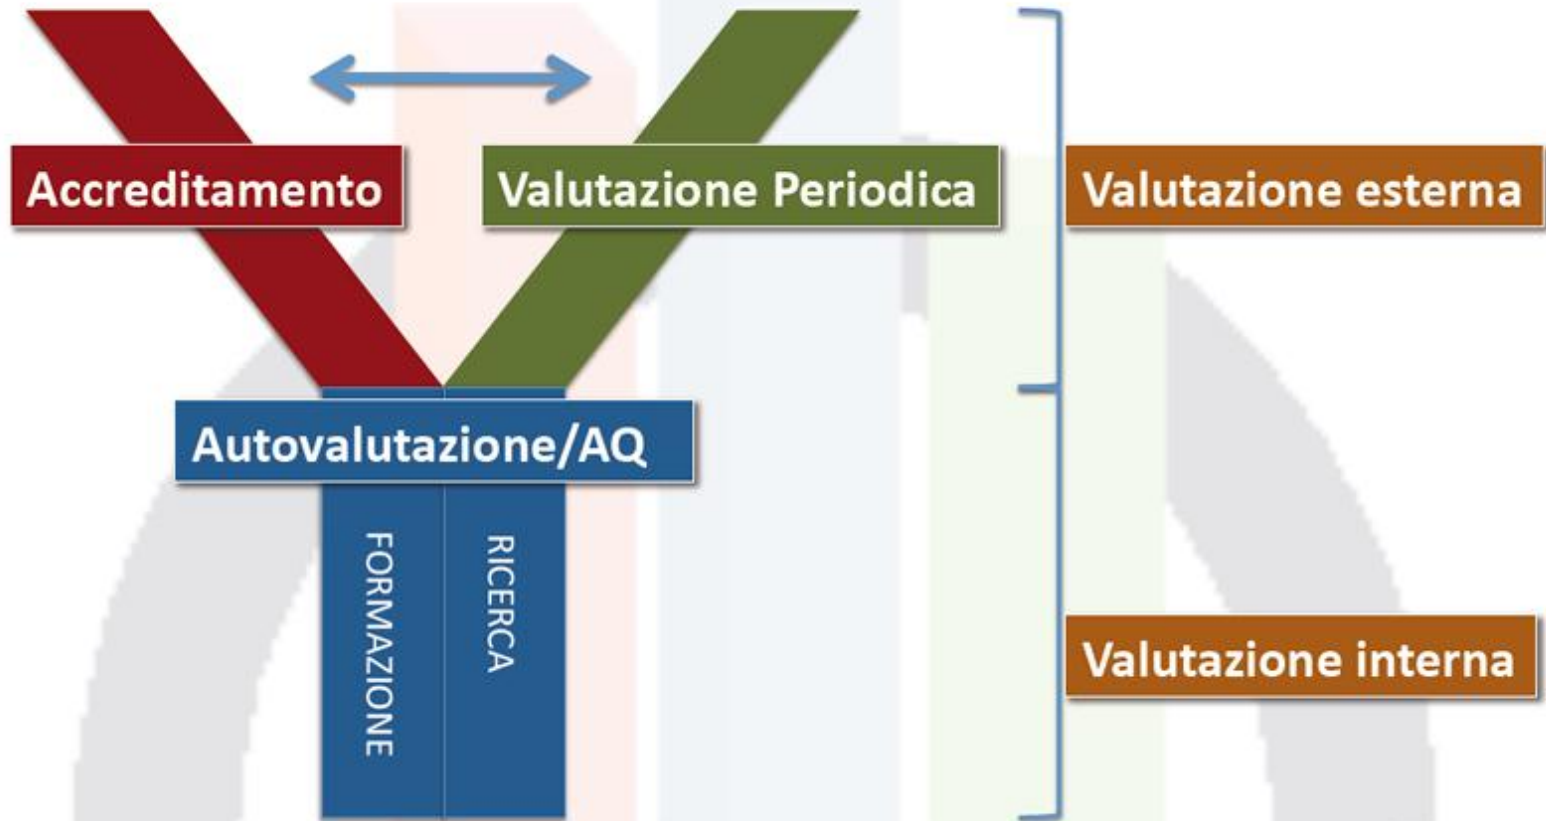 Accreditamento
Valutazione Periodica
Valutazione esterna
Autovalutazione/AQ
FORMAZIONE
RICERCA
Valutazione interna